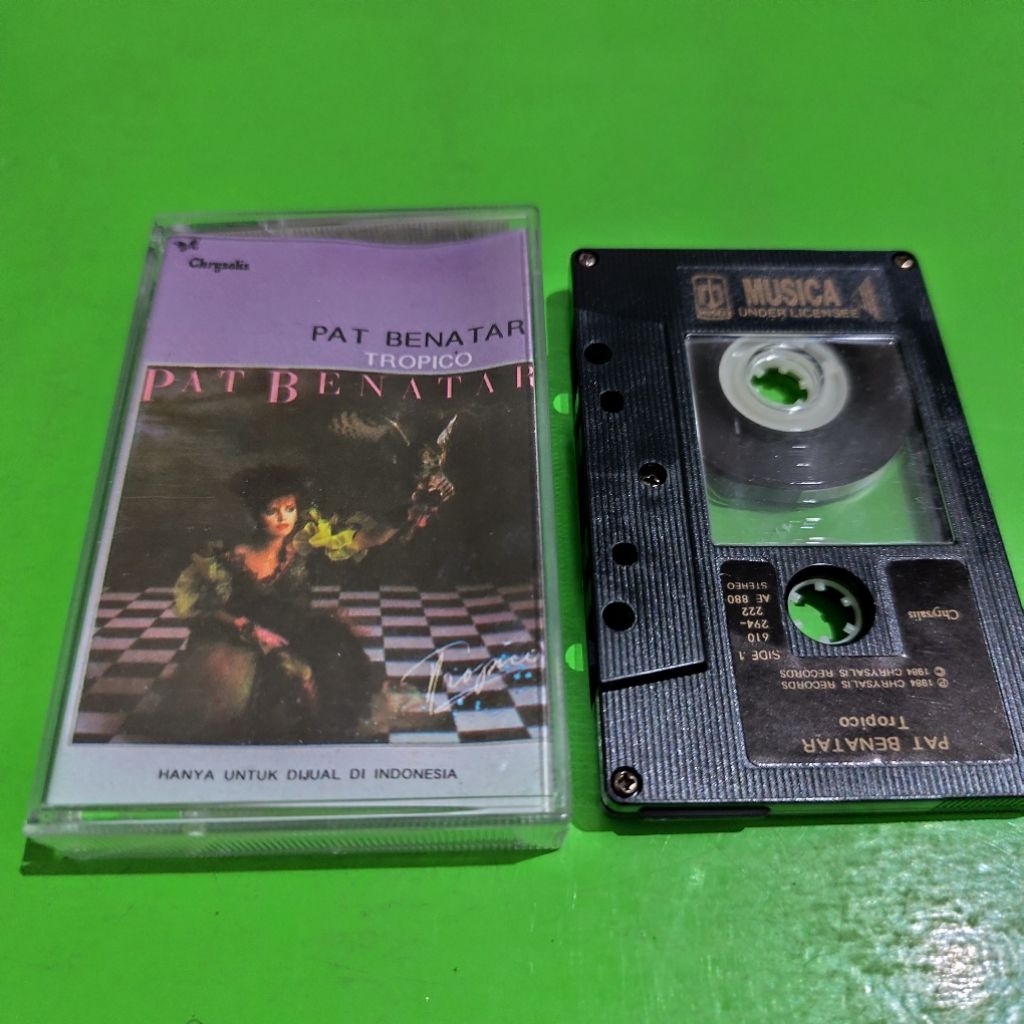 Chrysalis
PAT BENATAR
TROPICO
PAT BENATAR
Tropico
HANYA UNTUK DIJUAL DI INDONESIA
MUSICA
UNDER LICENSEE
PAT BENATAR
Tropico
℗ 1984 CHRYSALIS RECORDS
© 1984 CHRYSALIS RECORDS
SIDE 1
610
294-
222
AE 880
STEREO
Chrysalis